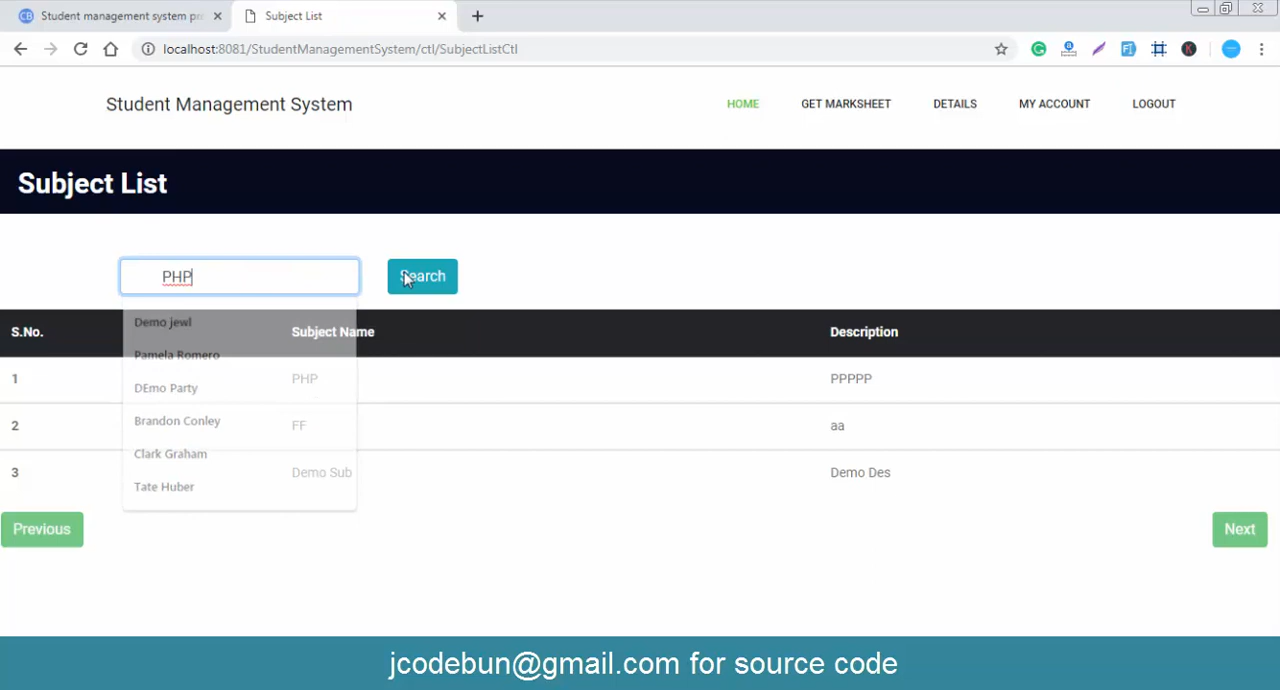 Student management system pr
Subject List
localhost:8081/StudentManagementSystem/ctl/SubjectListCtl
Student Management System
HOME
GET MARKSHEET
DETAILS
MY ACCOUNT
LOGOUT
Subject List
PHP
Search
S.No.
Subject Name
Description
Demo jewl
Pamela Romero
DEmo Party
Brandon Conley
Clark Graham
Tate Huber
1
PHP
PPPPP
2
FF
aa
3
Demo Sub
Demo Des
Previous
Next
jcodebun@gmail.com for source code